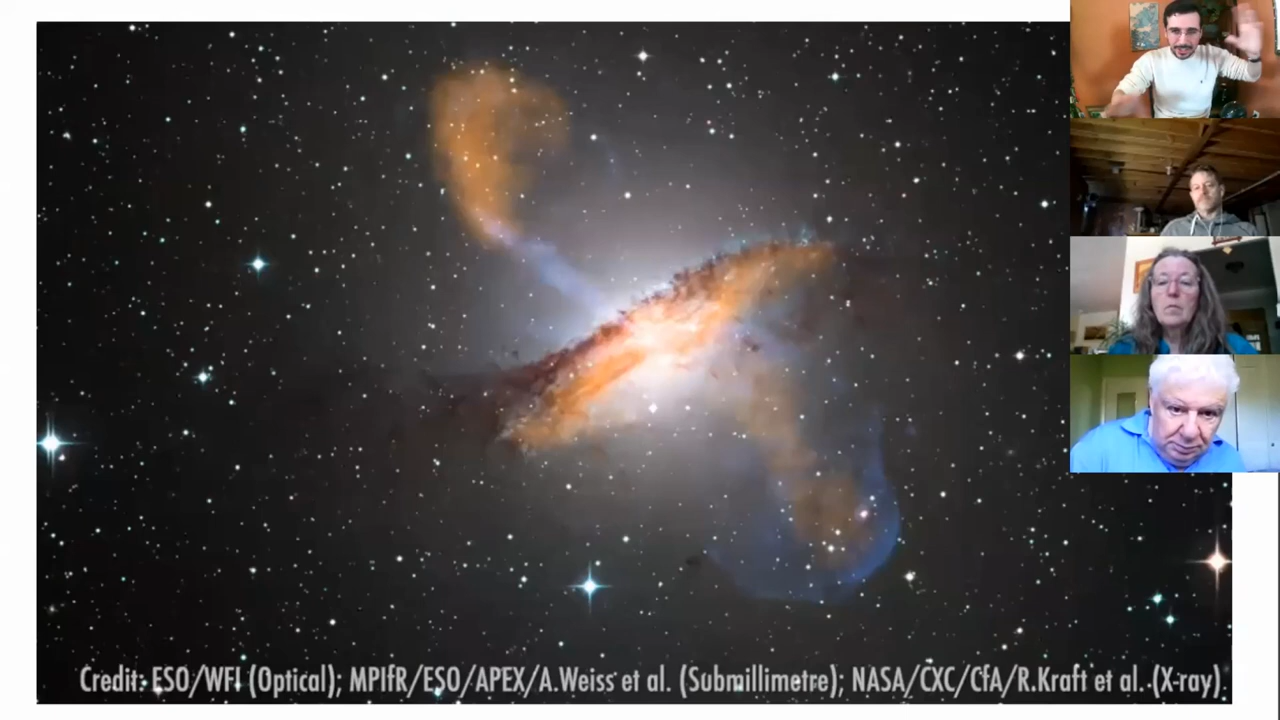 Credit: ESO/WFI (Optical); MPIfR/ESO/APEX/A.Weiss et al. (Submillimetre); NASA/CXC/CfA/R.Kraft et al. (X-ray)